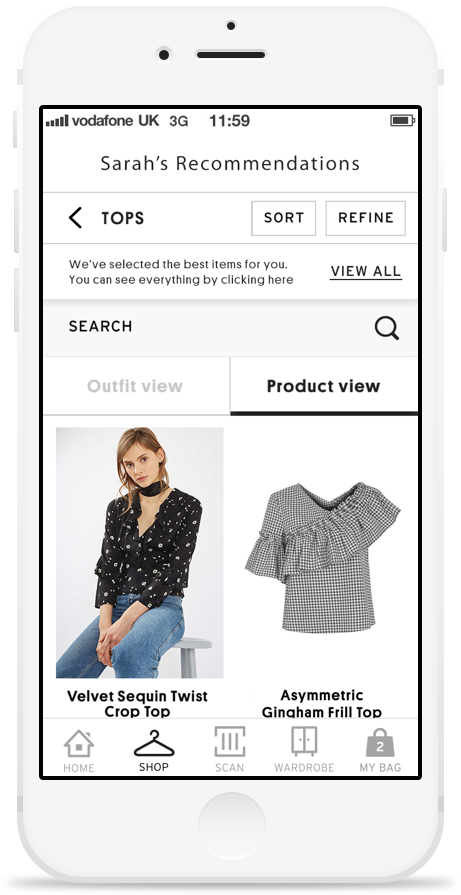 vodafone UK 3G 11:59
Sarah's Recommendations
TOPS SORT REFINE
We've selected the best items for you.
You can see everything by clicking here
VIEW ALL
SEARCH
Outfit view Product view
Velvet Sequin Twist
Crop Top
Asymmetric
Gingham Frill Top
HOME SHOP SCAN WARDROBE MY BAG
2